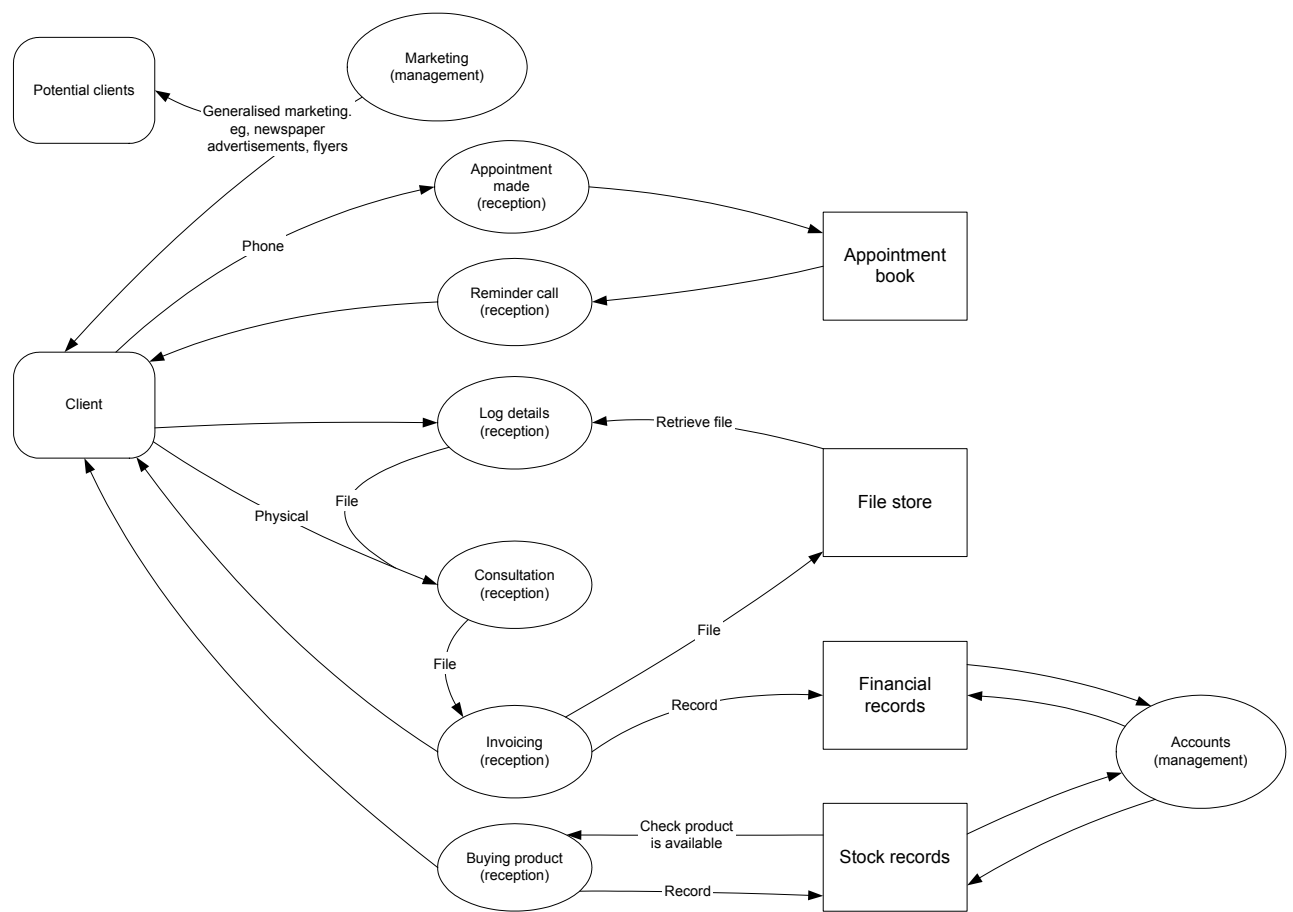 Marketing
(management)
Potential clients
Generalised marketing.
eg, newspaper
advertisements, flyers
Appointment
made
(reception)
Phone
Appointment
book
Reminder call
(reception)
Client
Log details
(reception)
Retrieve file
File
Physical
File store
Consultation
(reception)
File
File
Financial
records
Record
Invoicing
(reception)
Accounts
(management)
Check product
is available
Buying product
(reception)
Stock records
Record